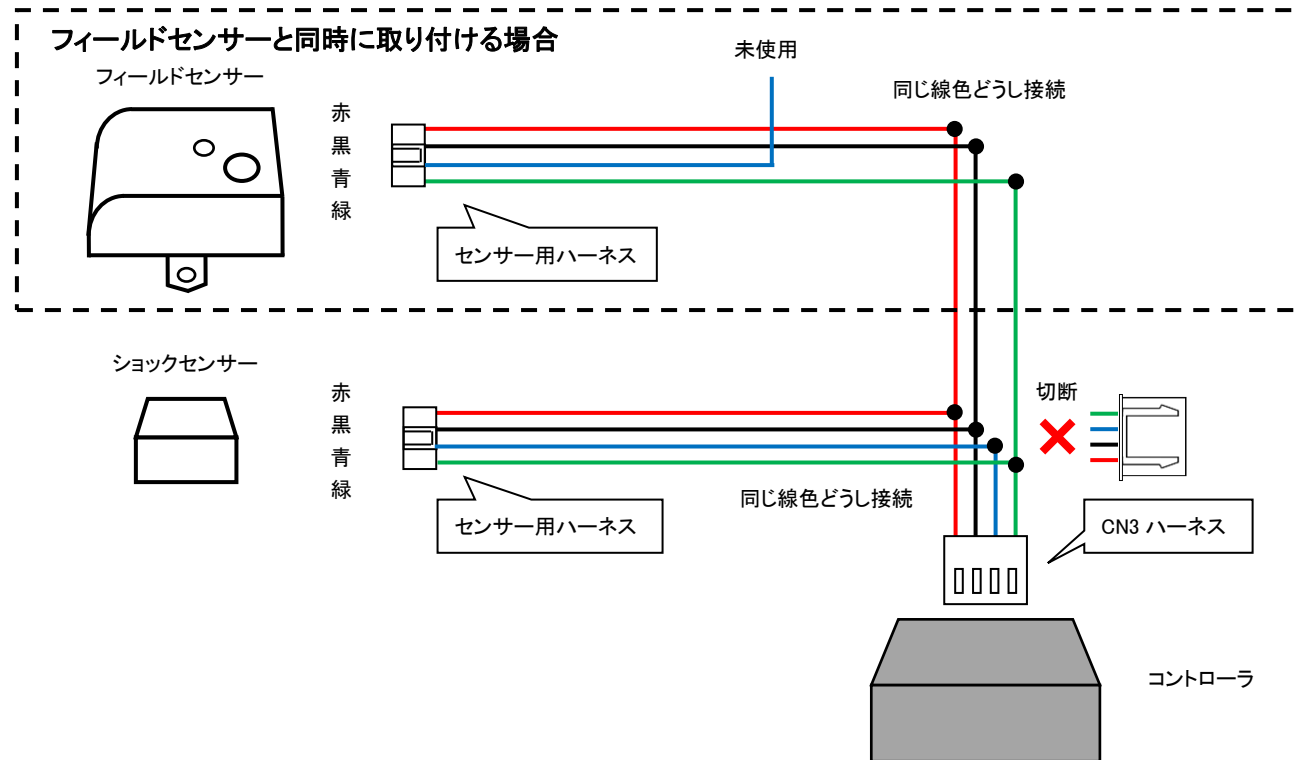 フィールドセンサーと同時に取り付ける場合
フィールドセンサー
未使用
同じ線色どうし接続
赤
黒
青
緑
センサー用ハーネス
ショックセンサー
赤
黒
青
緑
切断
センサー用ハーネス
同じ線色どうし接続
CN3 ハーネス
コントローラ